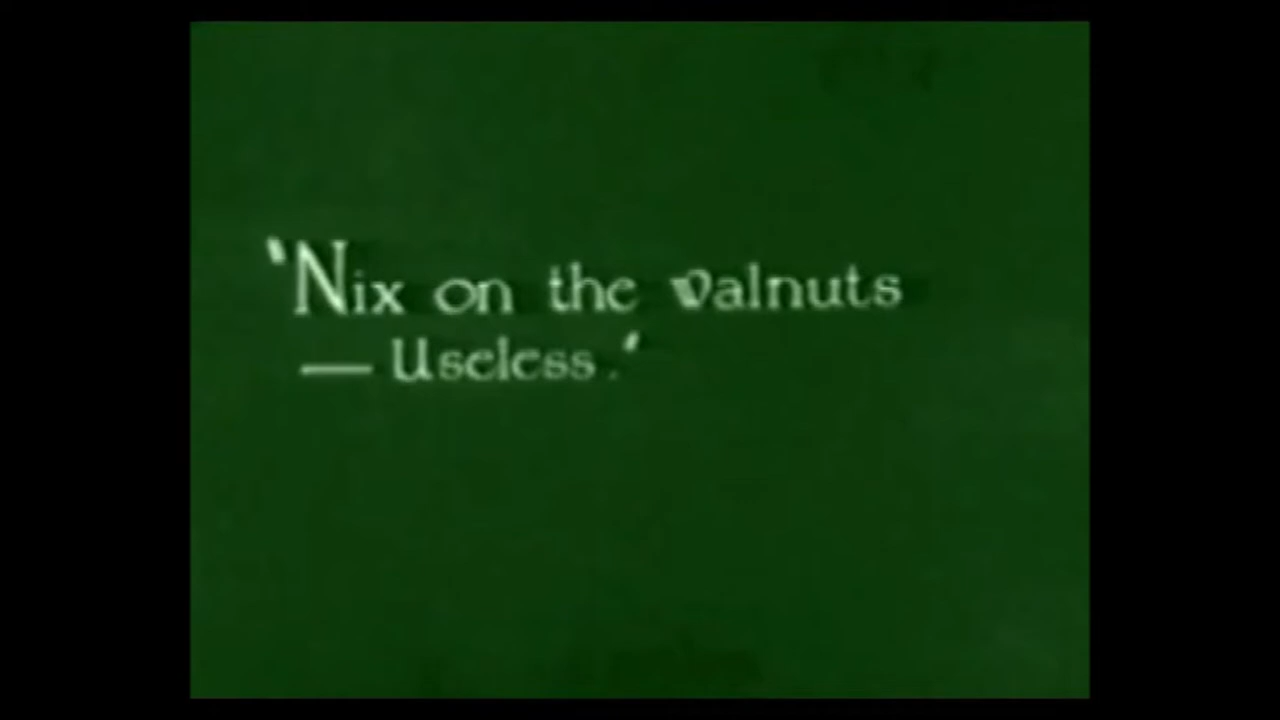 "Nix on the walnuts
— Useless."